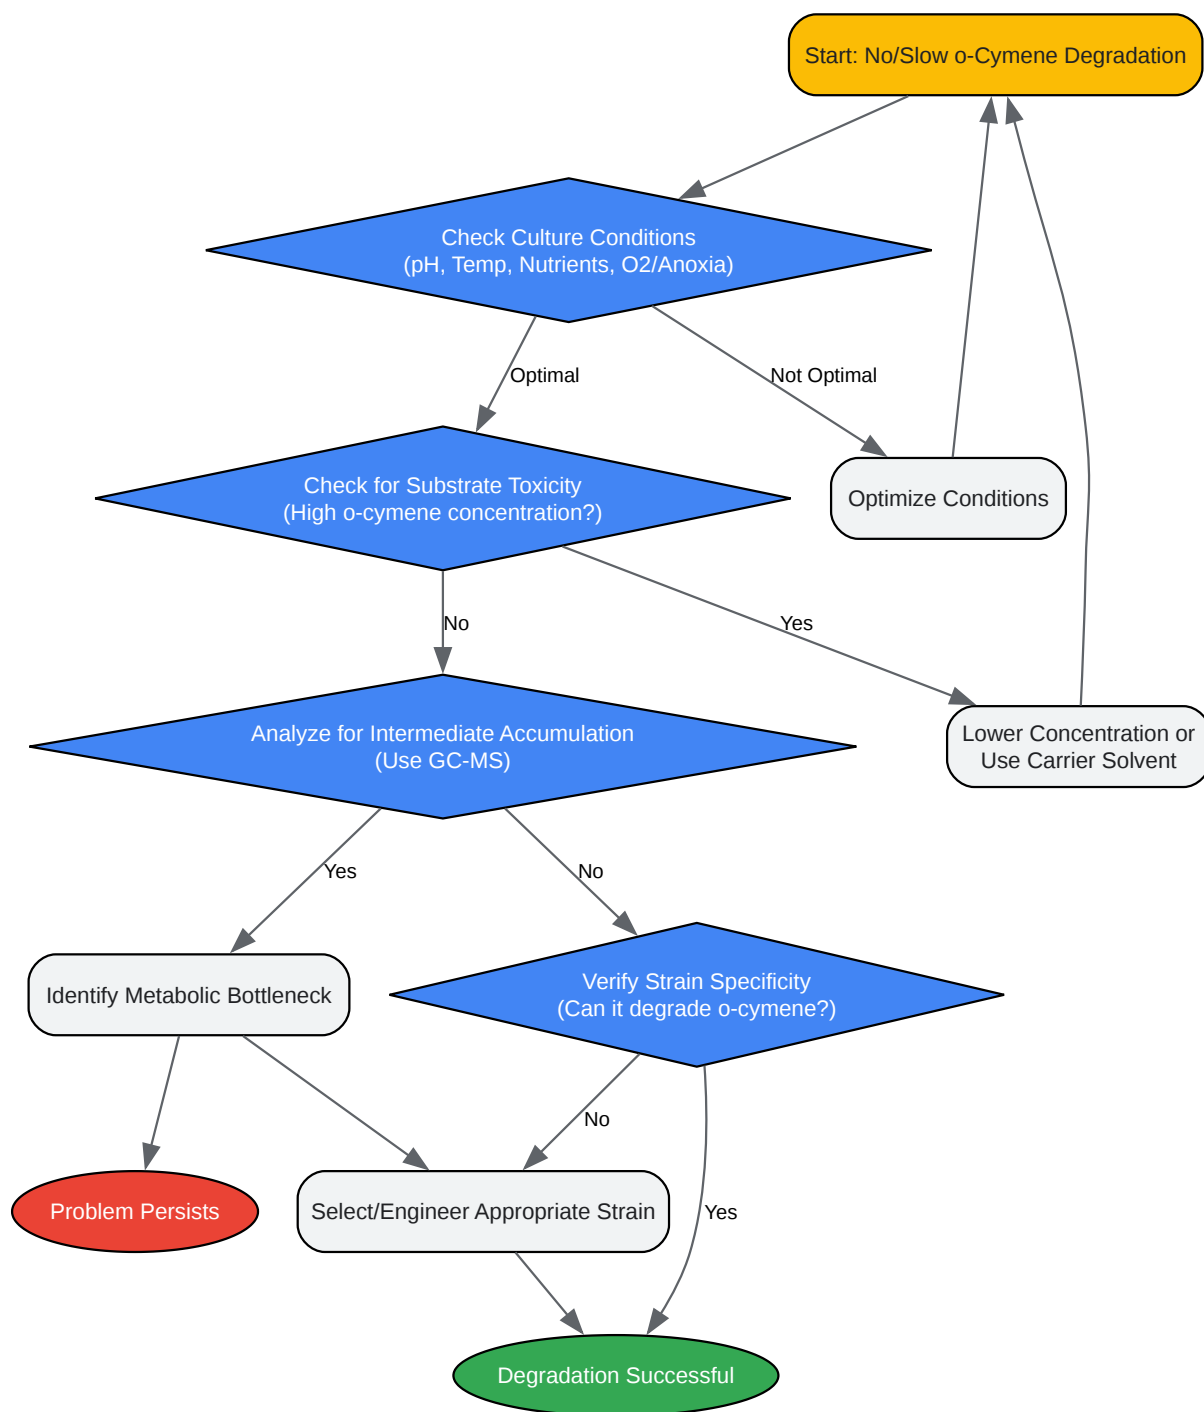 Start: No/Slow o-Cymene Degradation
Check Culture Conditions
(pH, Temp, Nutrients, O2/Anoxia)
Optimal
Not Optimal
Check for Substrate Toxicity
(High o-cymene concentration?)
Optimize Conditions
No
Yes
Analyze for Intermediate Accumulation
(Use GC-MS)
Lower Concentration or
Use Carrier Solvent
Yes
No
Identify Metabolic Bottleneck
Verify Strain Specificity
(Can it degrade o-cymene?)
No
Yes
Problem Persists
Select/Engineer Appropriate Strain
Degradation Successful